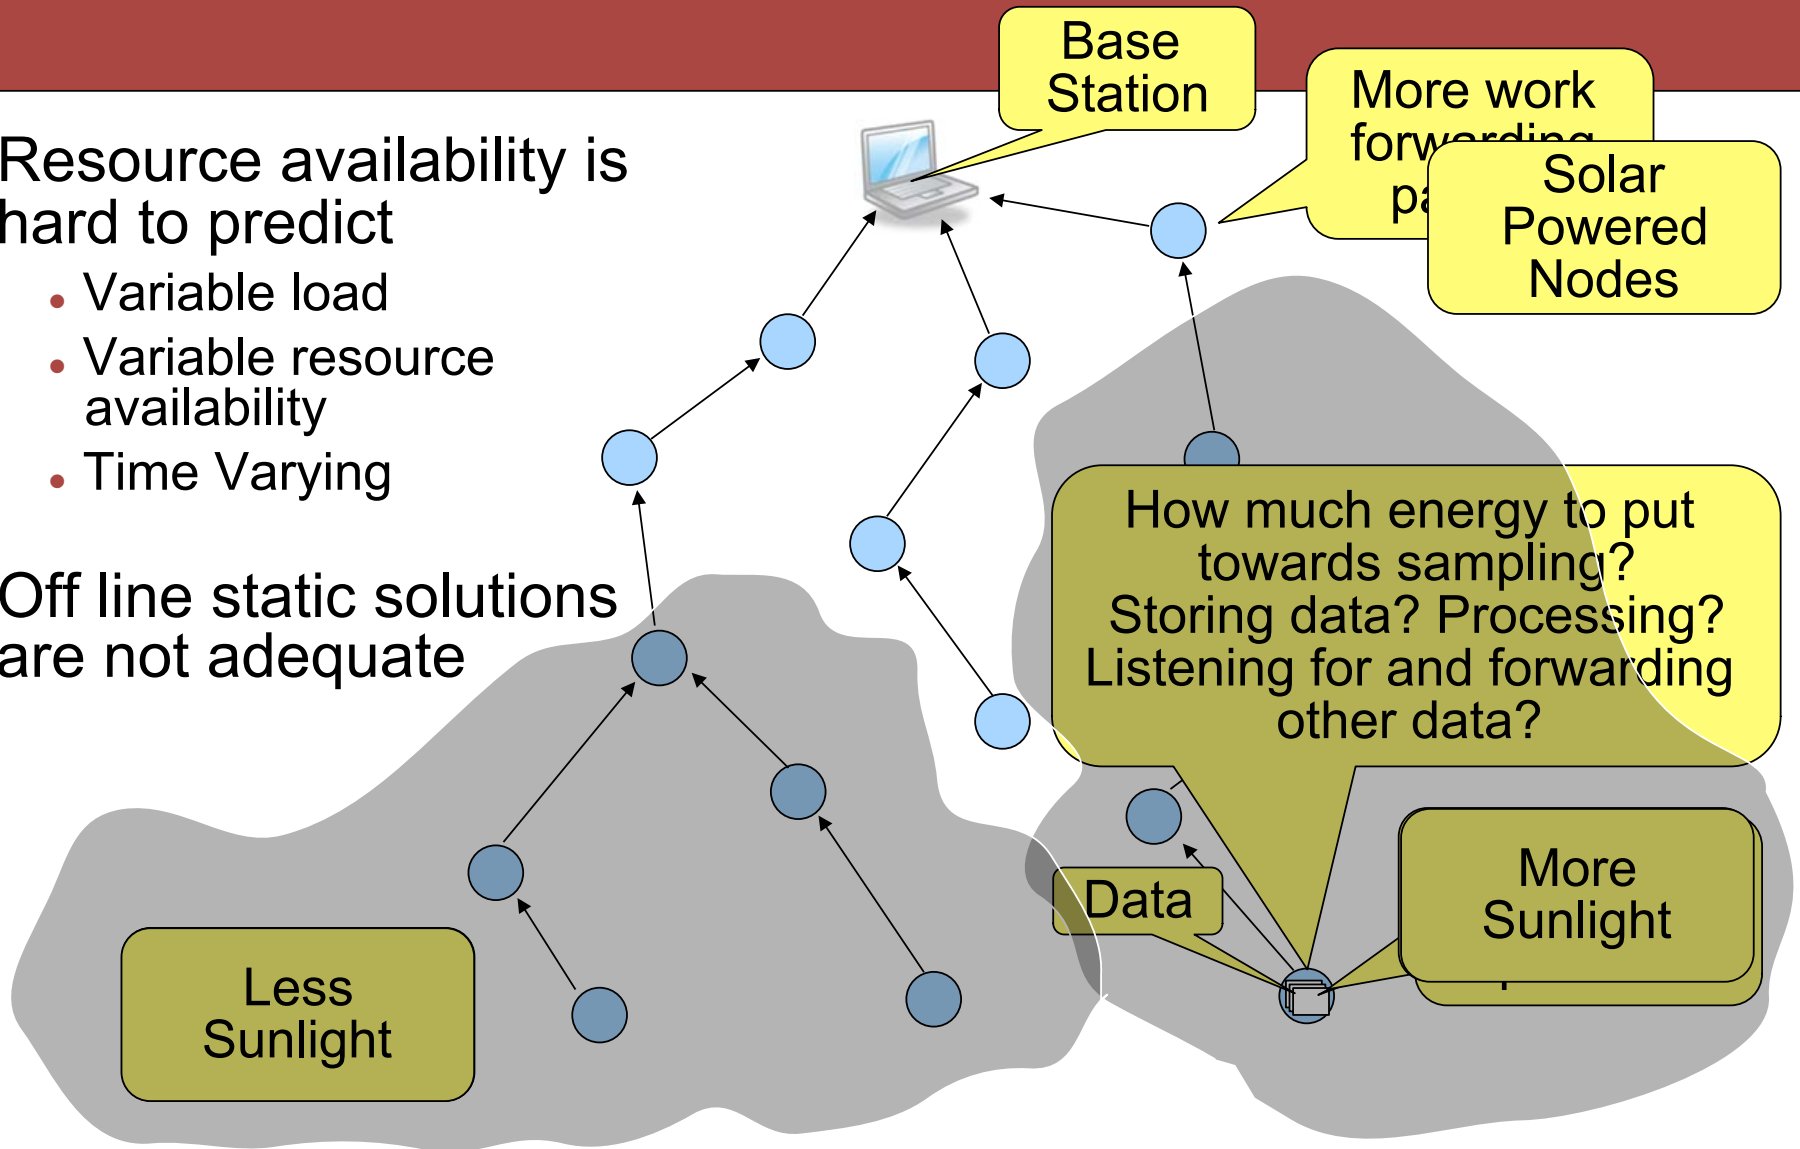 Base
Station
More work
forwarding
Solar
Powered
Nodes
Resource availability is
hard to predict
• Variable load
• Variable resource
availability
• Time Varying
Off line static solutions
are not adequate
How much energy to put
towards sampling?
Storing data? Processing?
Listening for and forwarding
other data?
Data
More
Sunlight
Less
Sunlight